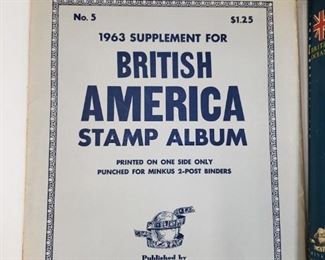 No. 5 $1.25
1963 SUPPLEMENT FOR
BRITISH
AMERICA
STAMP ALBUM
PRINTED ON ONE SIDE ONLY
PUNCHED FOR MINKUS 2-POST BINDERS
Published by